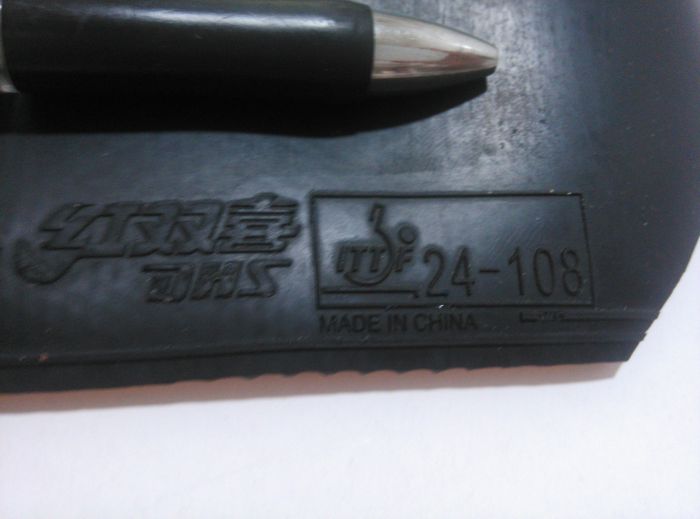 红双喜
DHS
ITTF 24-108
MADE IN CHINA